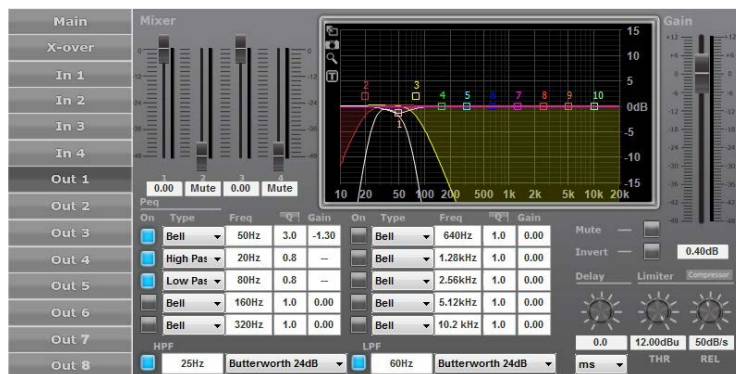 Main
X-over
In 1
In 2
In 3
In 4
Out 1
Out 2
Out 3
Out 4
Out 5
Out 6
Out 7
Out 8
Mixer
1 2 3 4
0.00 Mute 0.00 Mute
T
2 3 4 5 6 7 8 9 10
1
15
10
5
0dB
-5
-10
-15
10 20 50 100 200 500 1k 2k 5k 10k 20k
Gain
Peq
On Type Freq Q Gain On Type Freq Q Gain
Bell 50Hz 3.0 -1.30 Bell 640Hz 1.0 0.00
High Pas 20Hz 0.8 -- Bell 1.28kHz 1.0 0.00
Low Pas 80Hz 0.8 -- Bell 2.56kHz 1.0 0.00
Bell 160Hz 1.0 0.00 Bell 5.12kHz 1.0 0.00
Bell 320Hz 1.0 0.00 Bell 10.2 kHz 1.0 0.00
HPF LPF
25Hz Butterworth 24dB 60Hz Butterworth 24dB
Mute
Invert 0.40dB
Delay Limiter Compressor
0.0 12.00dBu 50dB/s
ms THR REL